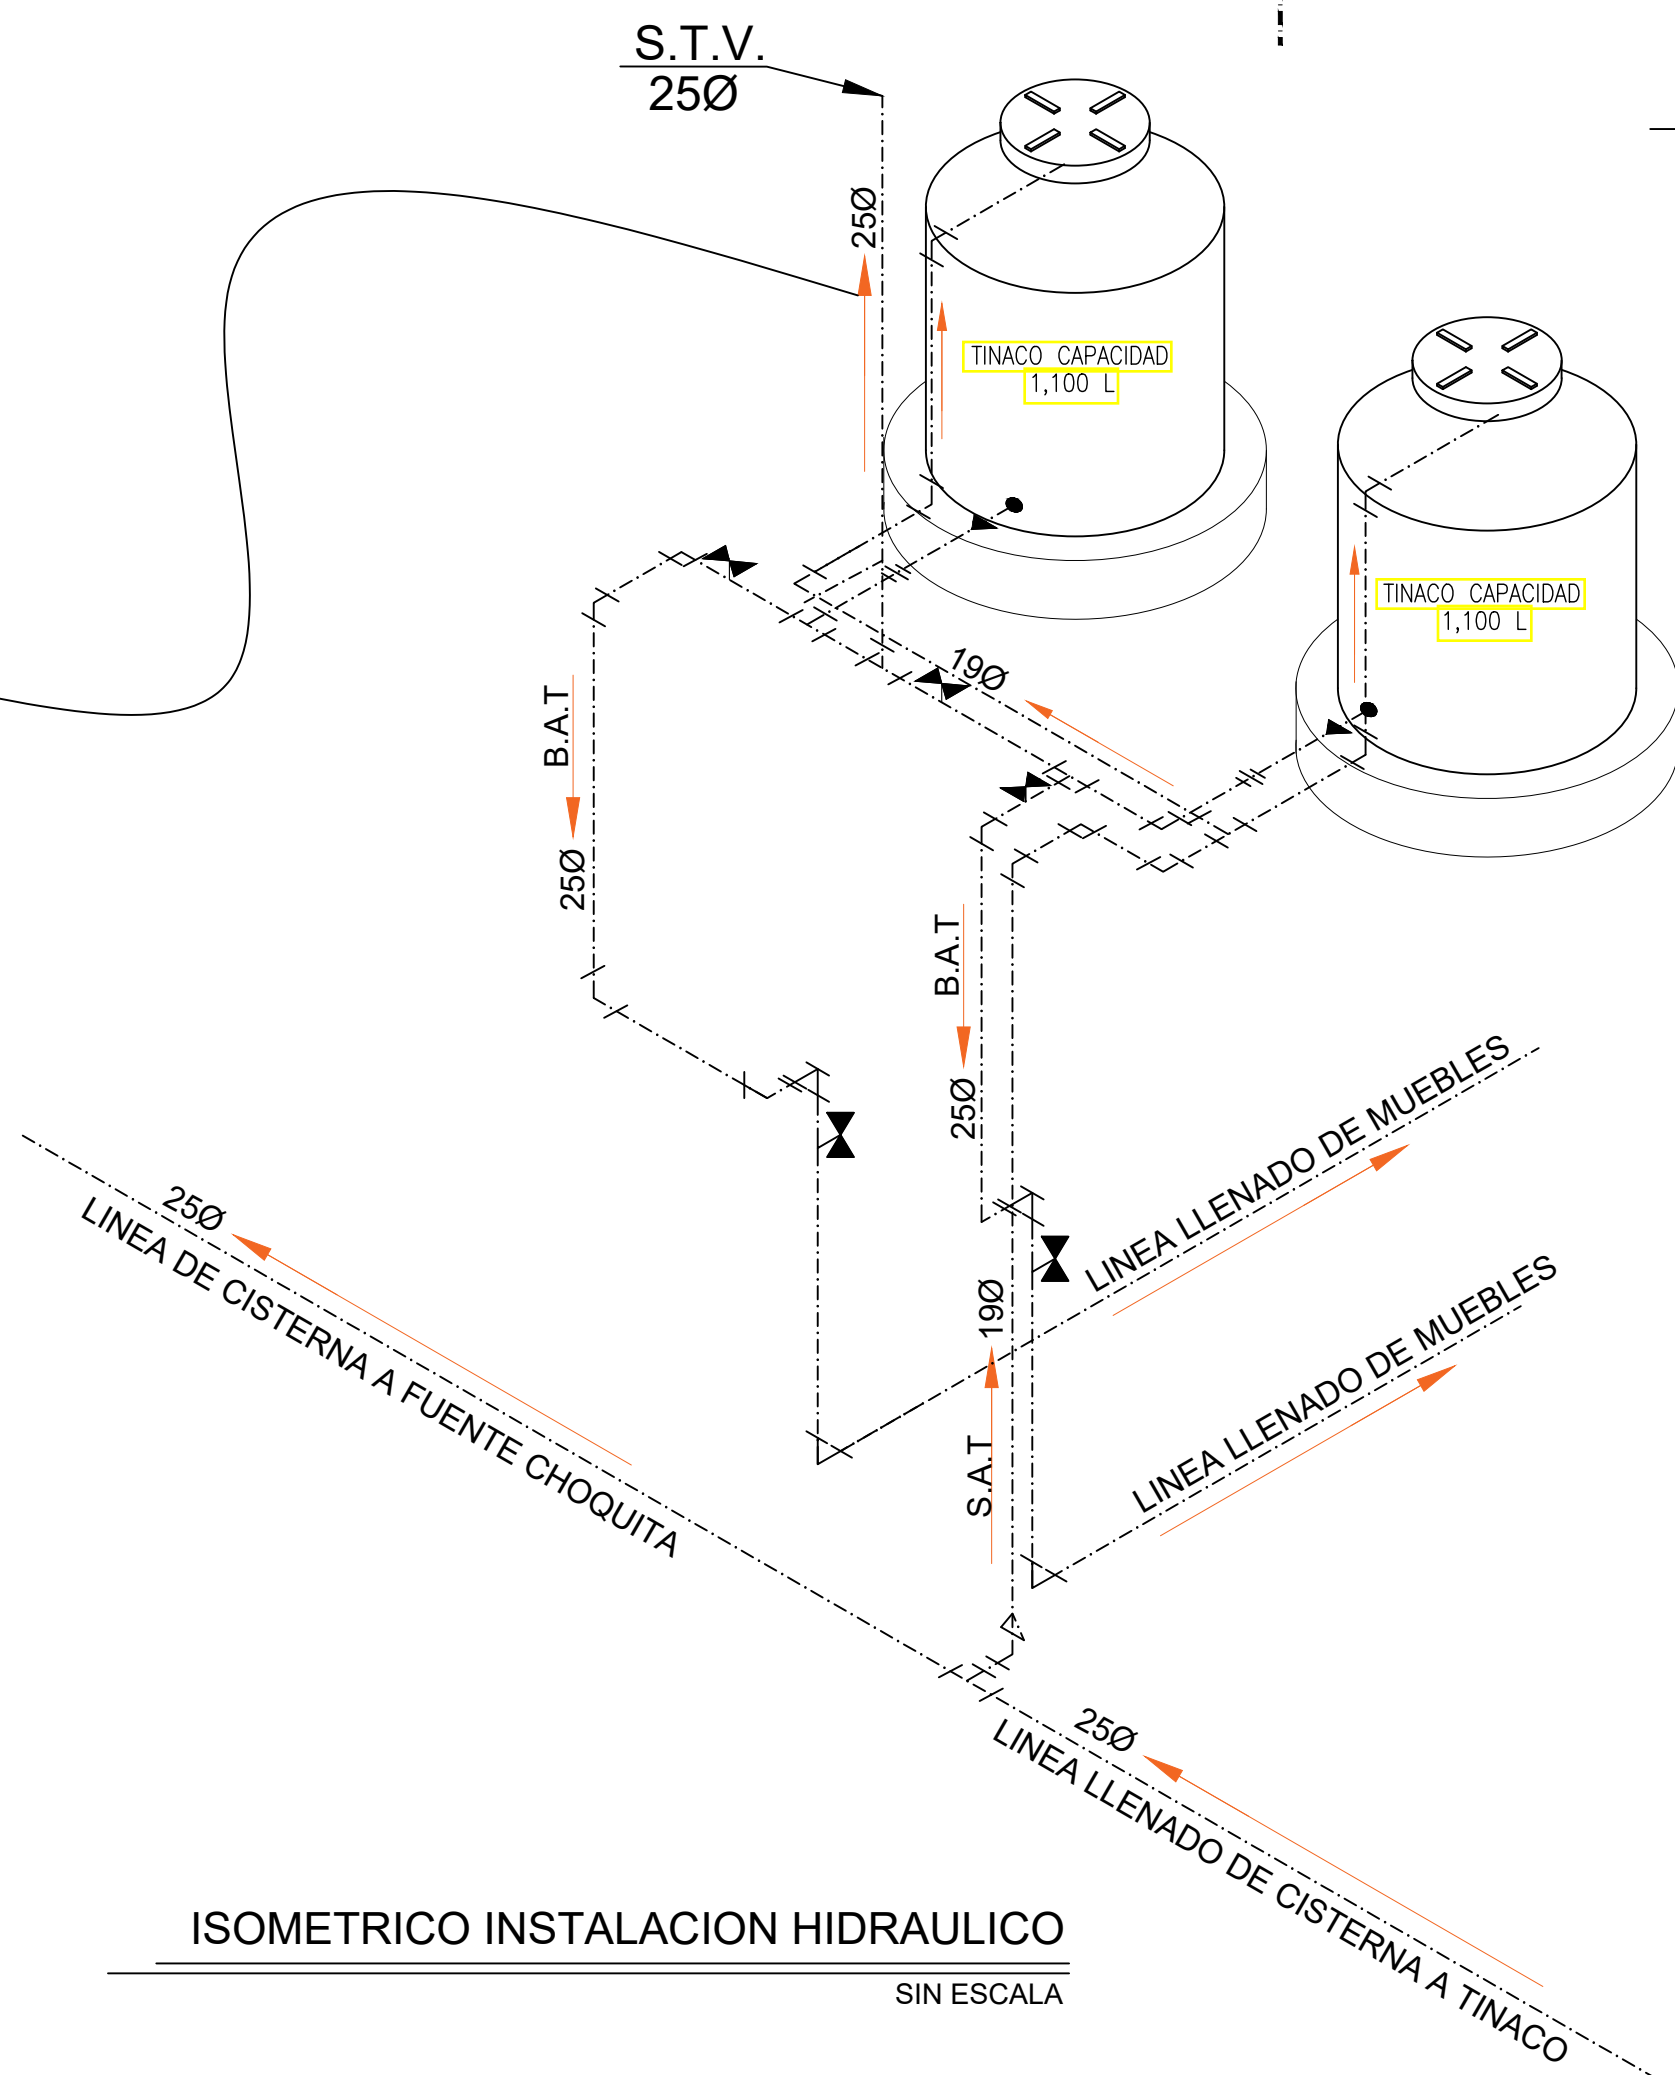 S.T.V.
25Ø
25Ø
TINACO CAPACIDAD
1,100 L
TINACO CAPACIDAD
1,100 L
19Ø
B.A.T
25Ø
B.A.T
25Ø
LINEA LLENADO DE MUEBLES
25Ø
LINEA DE CISTERNA A FUENTE CHOQUITA
19Ø
S.A.T
LINEA LLENADO DE MUEBLES
25Ø
LINEA LLENADO DE CISTERNA A TINACO
ISOMETRICO INSTALACION HIDRAULICO
SIN ESCALA